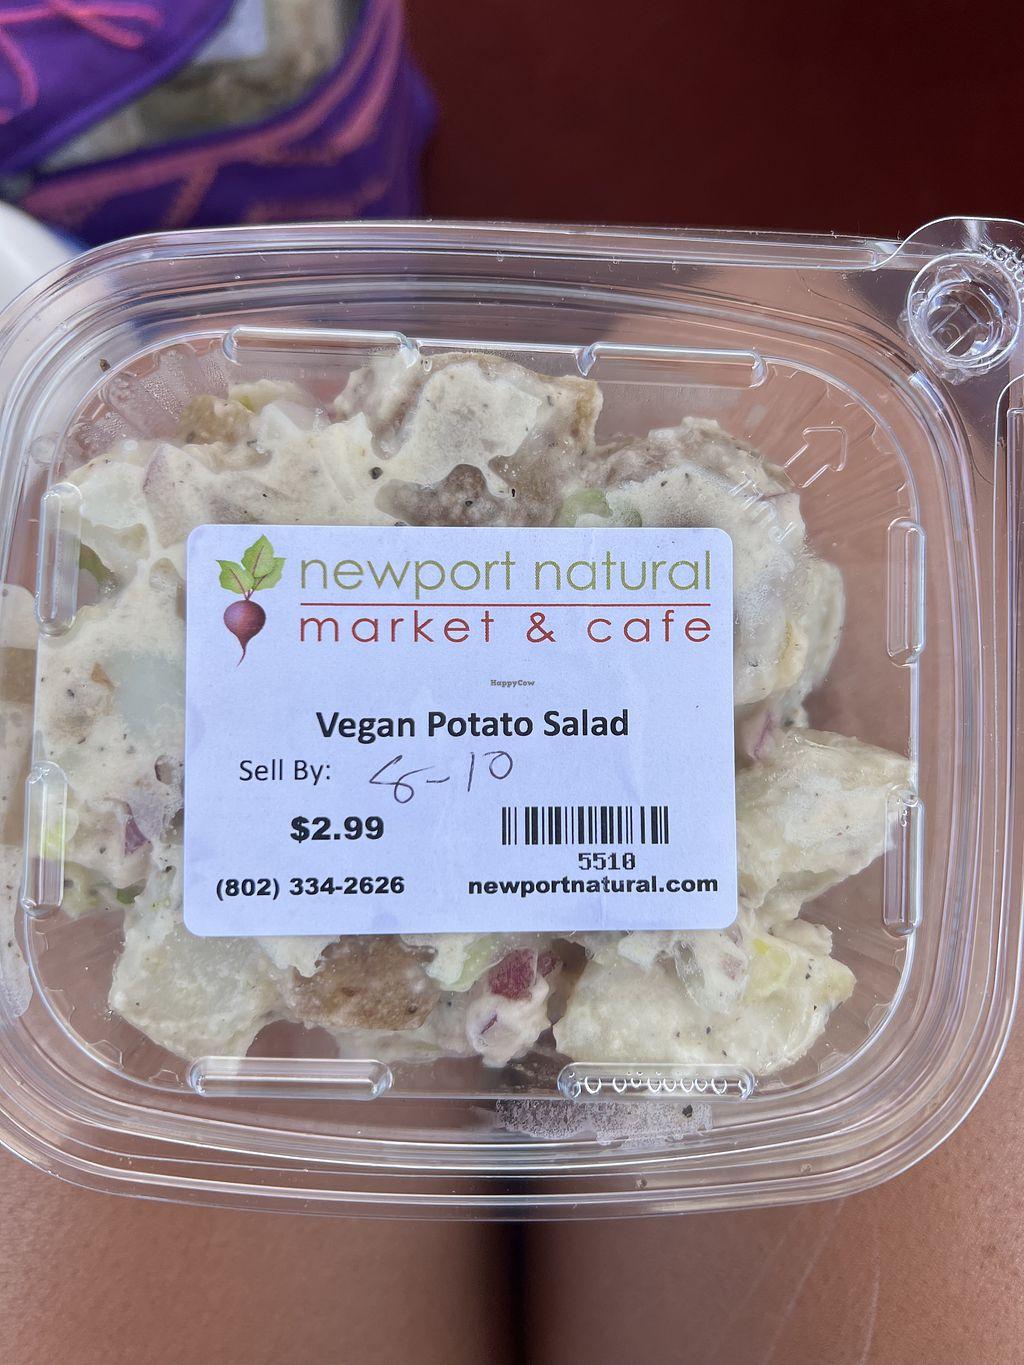 newport natural
market & cafe
HappyCow
Vegan Potato Salad
Sell By: 8-10
$2.99
5510
(802) 334-2626
newportnatural.com